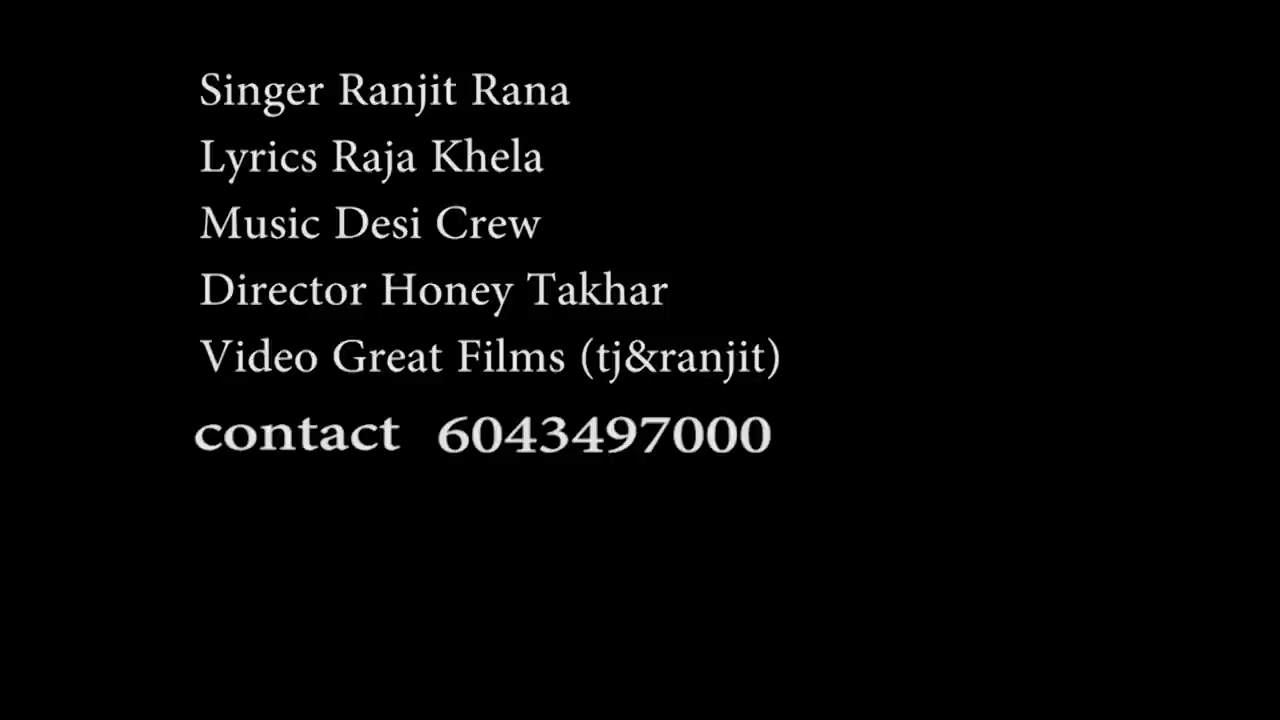 Singer Ranjit Rana
Lyrics Raja Khela
Music Desi Crew
Director Honey Takhar
Video Great Films (tj&ranjit)
contact 6043497000